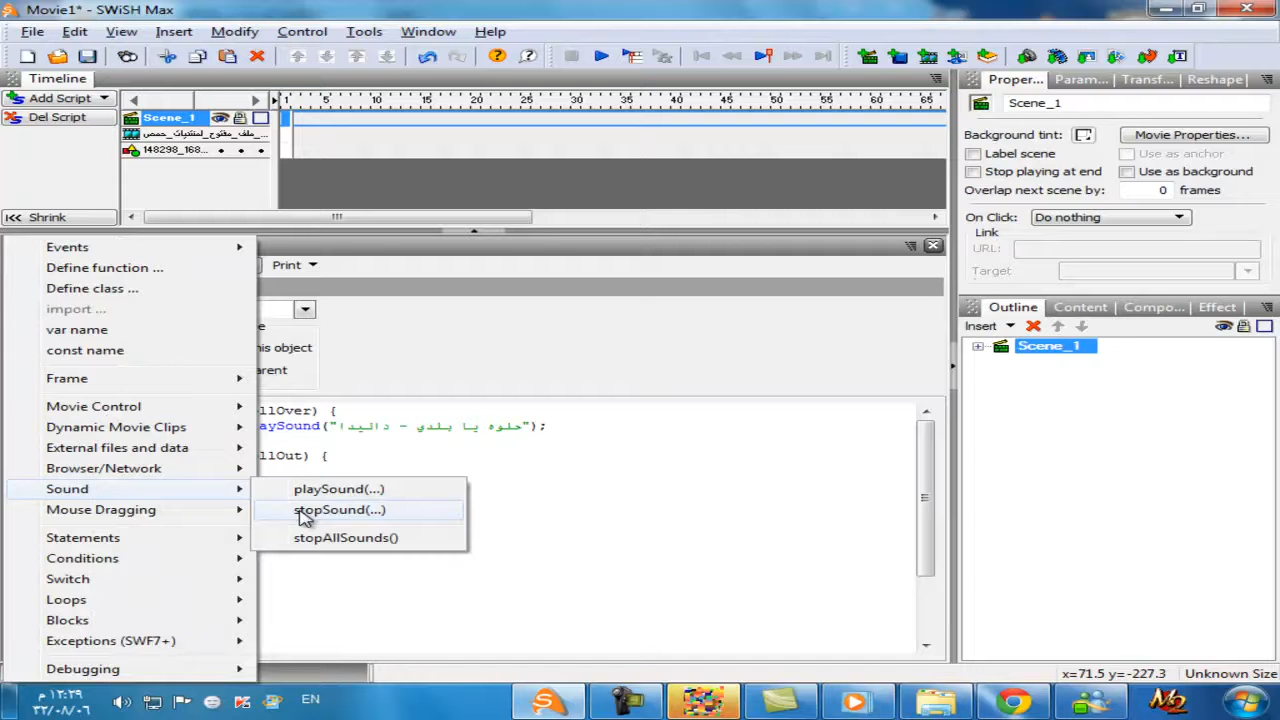 Movie1* - SWiSH Max
File Edit View Insert Modify Control Tools Window Help
Timeline
Add Script
Del Script
Shrink
1 5 10 15 20 25 30 35 40 45 50 55 60 65
Scene_1
ملف_مفتوح_لمنتديات_حمص_...
148298_168...
Proper... Param... Transf... Reshape
Scene_1
Background tint: Movie Properties...
Label scene Use as anchor
Stop playing at end Use as background
Overlap next scene by: 0 frames
On Click: Do nothing
Link
URL:
Target
Outline Content Compo... Effect
Insert
Scene_1
Print
his object
arent
llOver) {
aySound("حلوه يا بلدي - داليدا");
llOut) {
Events
Define function ...
Define class ...
import ...
var name
const name
Frame
Movie Control
Dynamic Movie Clips
External files and data
Browser/Network
Sound
Mouse Dragging
Statements
Conditions
Switch
Loops
Blocks
Exceptions (SWF7+)
Debugging
playSound(...)
stopSound(...)
stopAllSounds()
x=71.5 y=-227.3 Unknown Size
١٢:٣٩ م
٣٢/٠٨/٠٦
EN